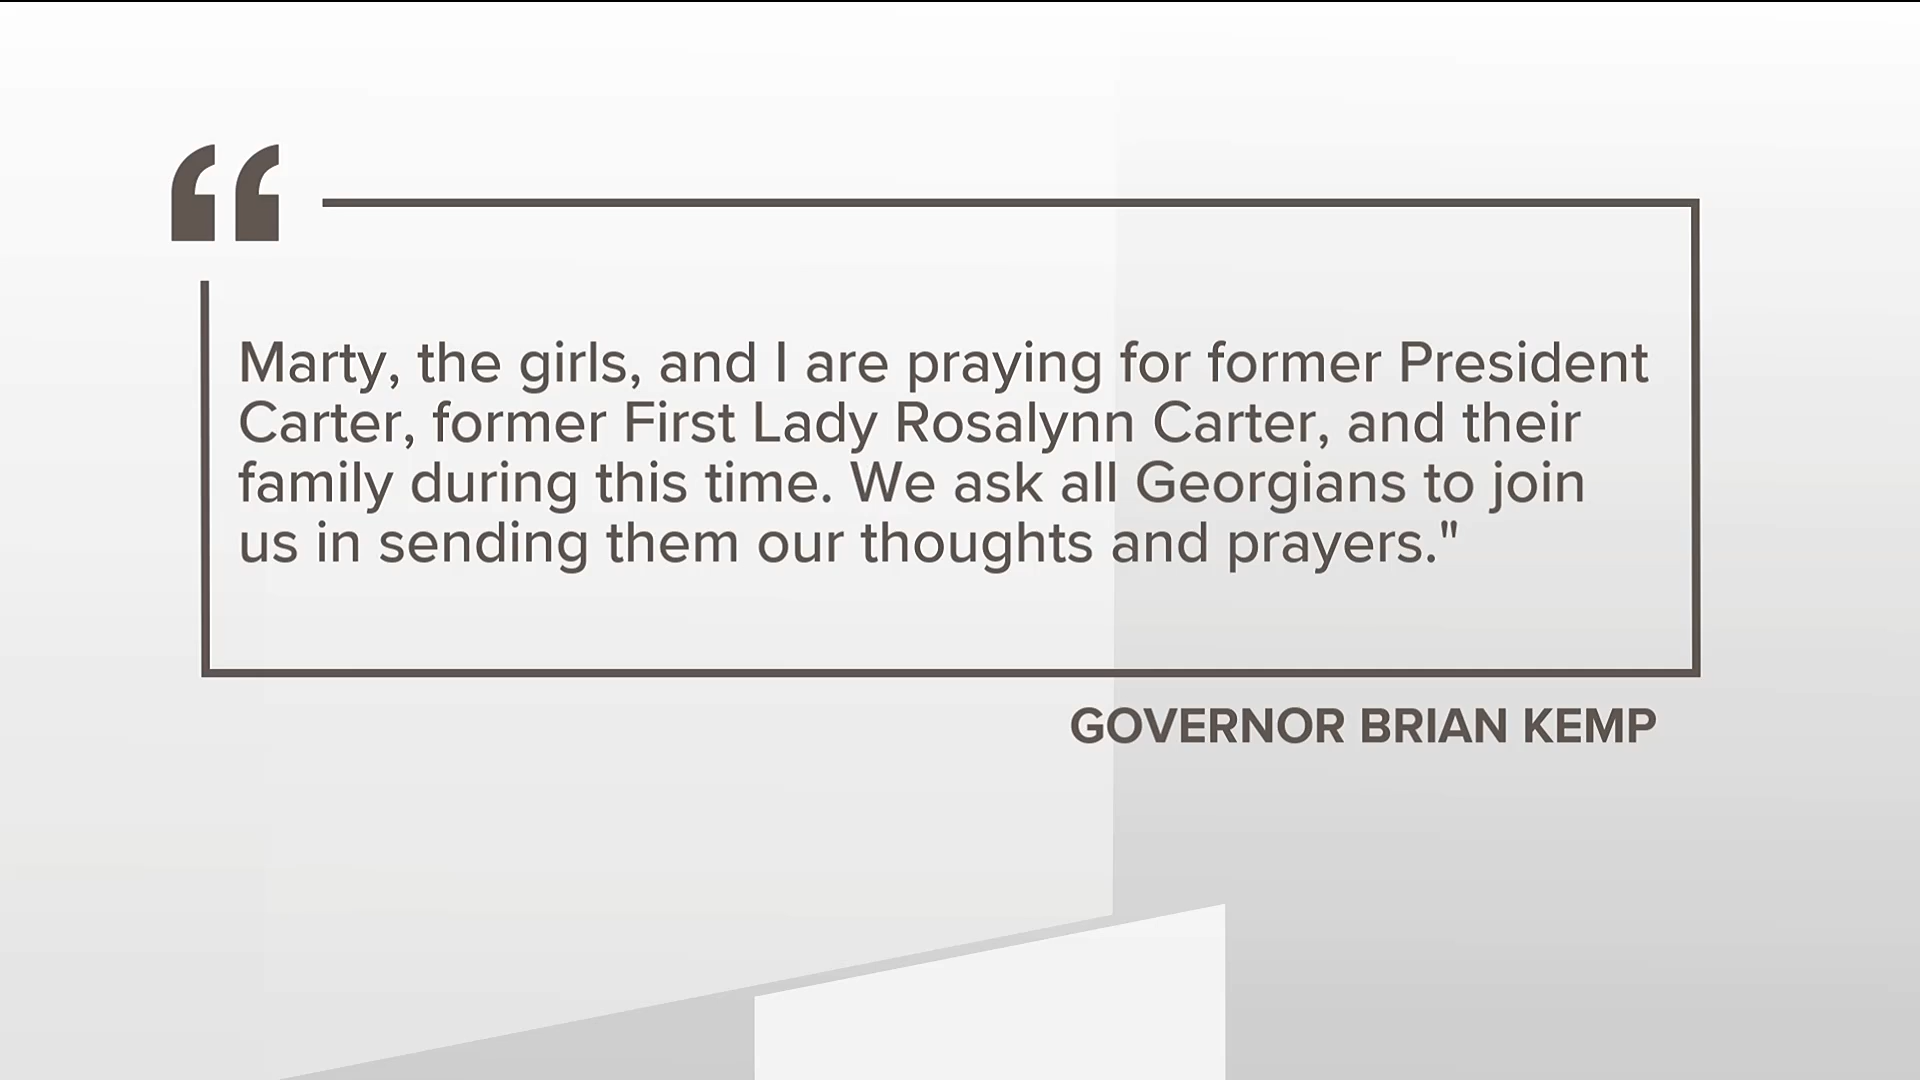 “
Marty, the girls, and I are praying for former President
Carter, former First Lady Rosalynn Carter, and their
family during this time. We ask all Georgians to join
us in sending them our thoughts and prayers."
GOVERNOR BRIAN KEMP